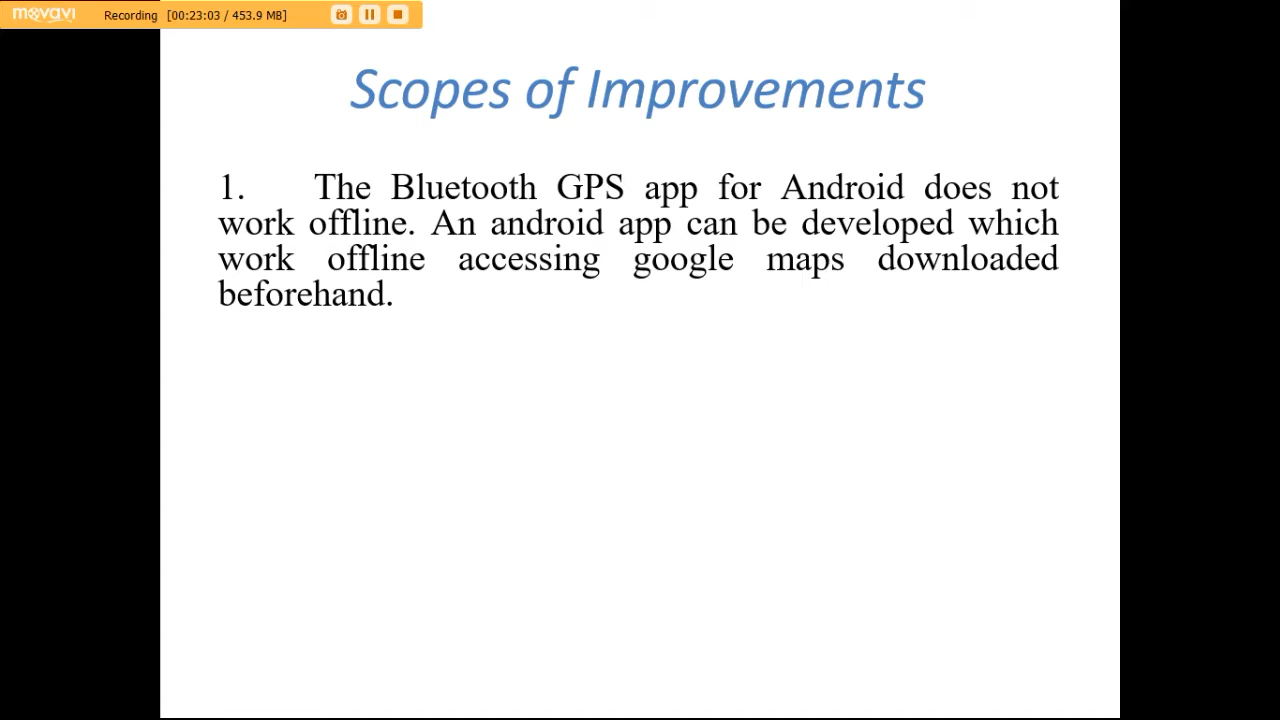 movavi Recording [00:23:03 / 453.9 MB]
Scopes of Improvements
1. The Bluetooth GPS app for Android does not
work offline. An android app can be developed which
work offline accessing google maps downloaded
beforehand.